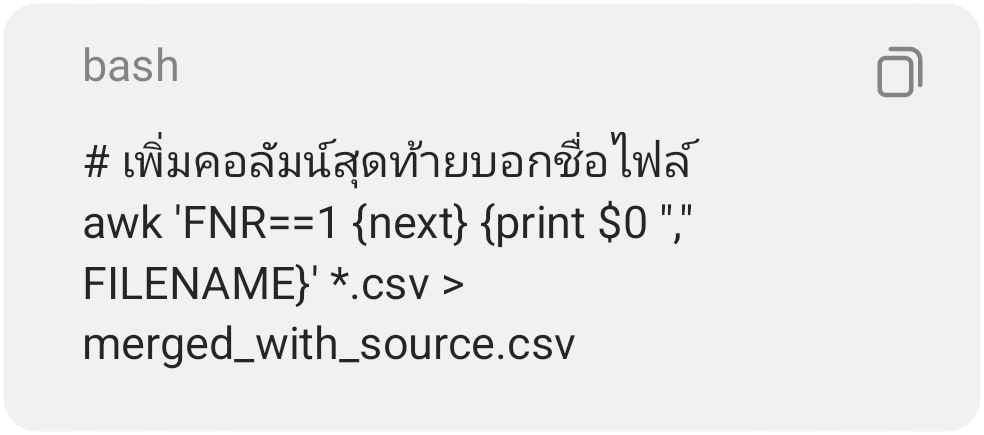 bash
# เพิ่มคอลัมน์สุดท้ายบอกชื่อไฟล์
awk 'FNR==1 {next} {print $0 ","
FILENAME}' *.csv >
merged_with_source.csv